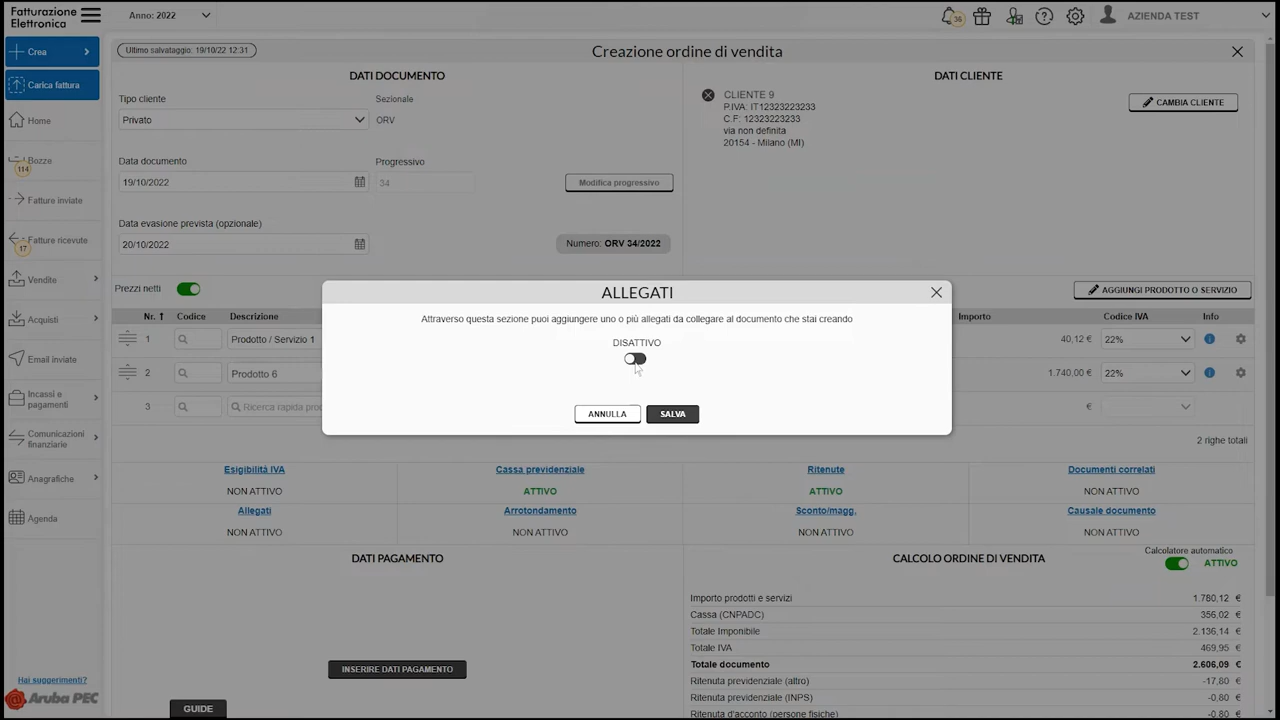 Fatturazione
Elettronica
Anno: 2022
36
AZIENDA TEST
Crea
Carica fattura
Home
Bozze
114
Fatture inviate
Fatture ricevute
17
Vendite
Acquisti
Email inviate
Incassi e
pagamenti
Comunicazioni
finanziarie
Anagrafiche
Agenda
Hai suggerimenti?
Aruba PEC
Ultimo salvataggio: 19/10/22 12:31
Creazione ordine di vendita
DATI DOCUMENTO
Tipo cliente
Sezionale
Privato
ORV
Data documento
Progressivo
19/10/2022
34
Modifica progressivo
Data evasione prevista (opzionale)
20/10/2022
Numero: ORV 34/2022
DATI CLIENTE
CLIENTE 9
P.IVA: IT12323223233
C.F: 12323223233
via non definita
20154 - Milano (MI)
CAMBIA CLIENTE
Prezzi netti
AGGIUNGI PRODOTTO O SERVIZIO
Nr. Codice Descrizione Importo Codice IVA Info
1 Prodotto / Servizio 1 40,12 € 22%
2 Prodotto 6 1.740,00 € 22%
3 Ricerca rapida €
2 righe totali
ALLEGATI
Attraverso questa sezione puoi aggiungere uno o più allegati da collegare al documento che stai creando
DISATTIVO
ANNULLA SALVA
Esigibilità IVA Cassa previdenziale Ritenute Documenti correlati
NON ATTIVO ATTIVO ATTIVO NON ATTIVO
Allegati Arrotondamento Sconto/magg. Causale documento
NON ATTIVO NON ATTIVO NON ATTIVO NON ATTIVO
DATI PAGAMENTO
INSERIRE DATI PAGAMENTO
GUIDE
CALCOLO ORDINE DI VENDITA
Calcolatore automatico
ATTIVO
Importo prodotti e servizi 1.780,12 €
Cassa (CNPADC) 356,02 €
Totale Imponibile 2.136,14 €
Totale IVA 469,95 €
Totale documento 2.606,09 €
Ritenuta previdenziale (altro) -17,80 €
Ritenuta previdenziale (INPS) -0,80 €
Ritenuta d'acconto (persone fisiche) -0,80 €